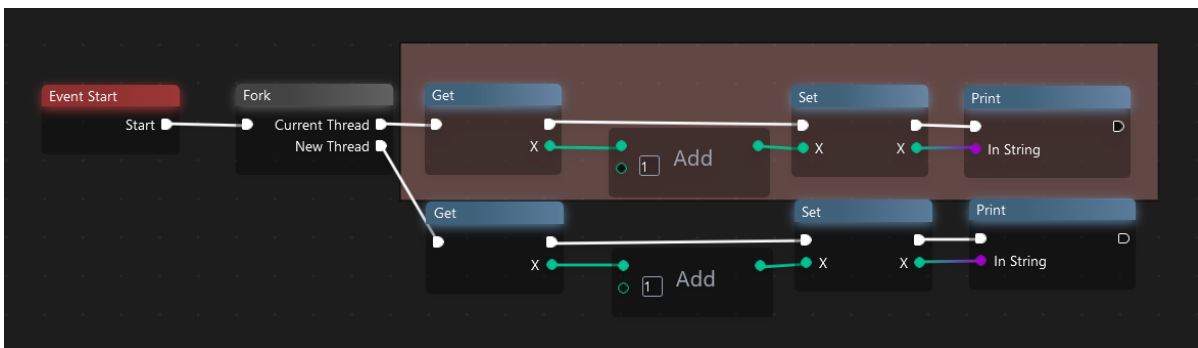 Event Start
Start
Fork
Current Thread
New Thread
Get
X
1
Add
Set
X
X
Print
In String
Get
X
1
Add
Set
X
X
Print
In String